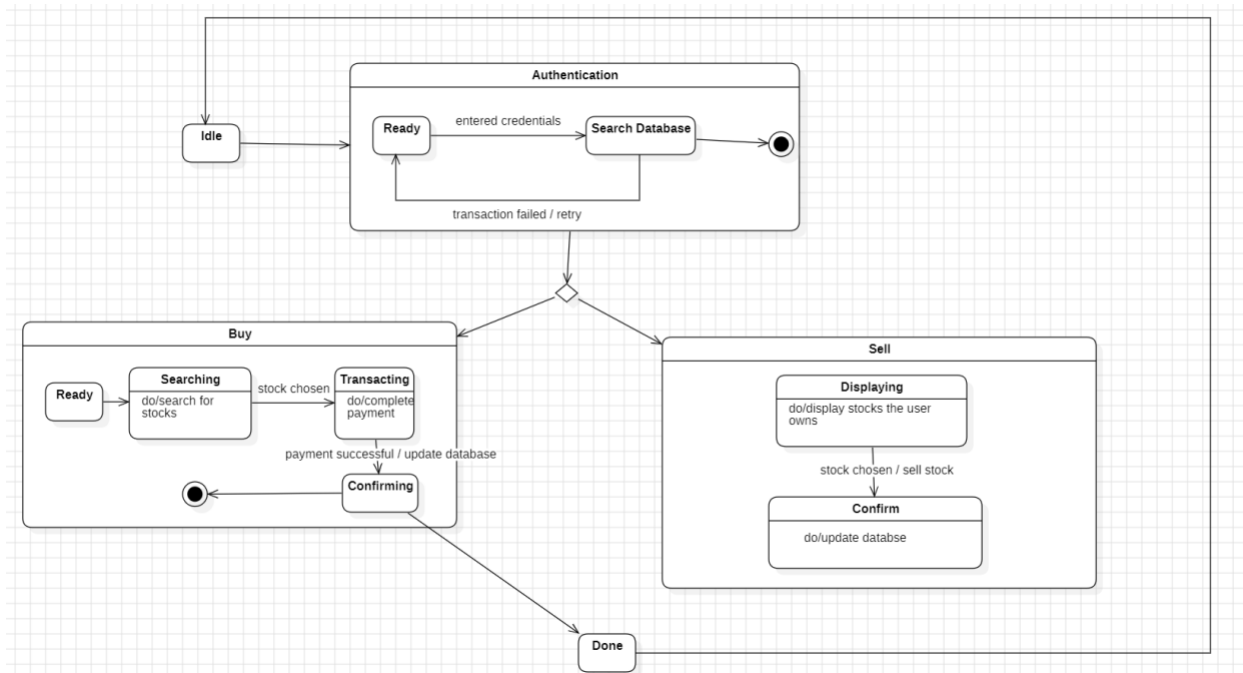 Authentication
Idle
Ready
entered credentials
Search Database
transaction failed / retry
Buy
Ready
Searching
do/search for
stocks
stock chosen
Transacting
do/complete
payment
payment successful / update database
Confirming
Sell
Displaying
do/display stocks the user
owns
stock chosen / sell stock
Confirm
do/update databse
Done